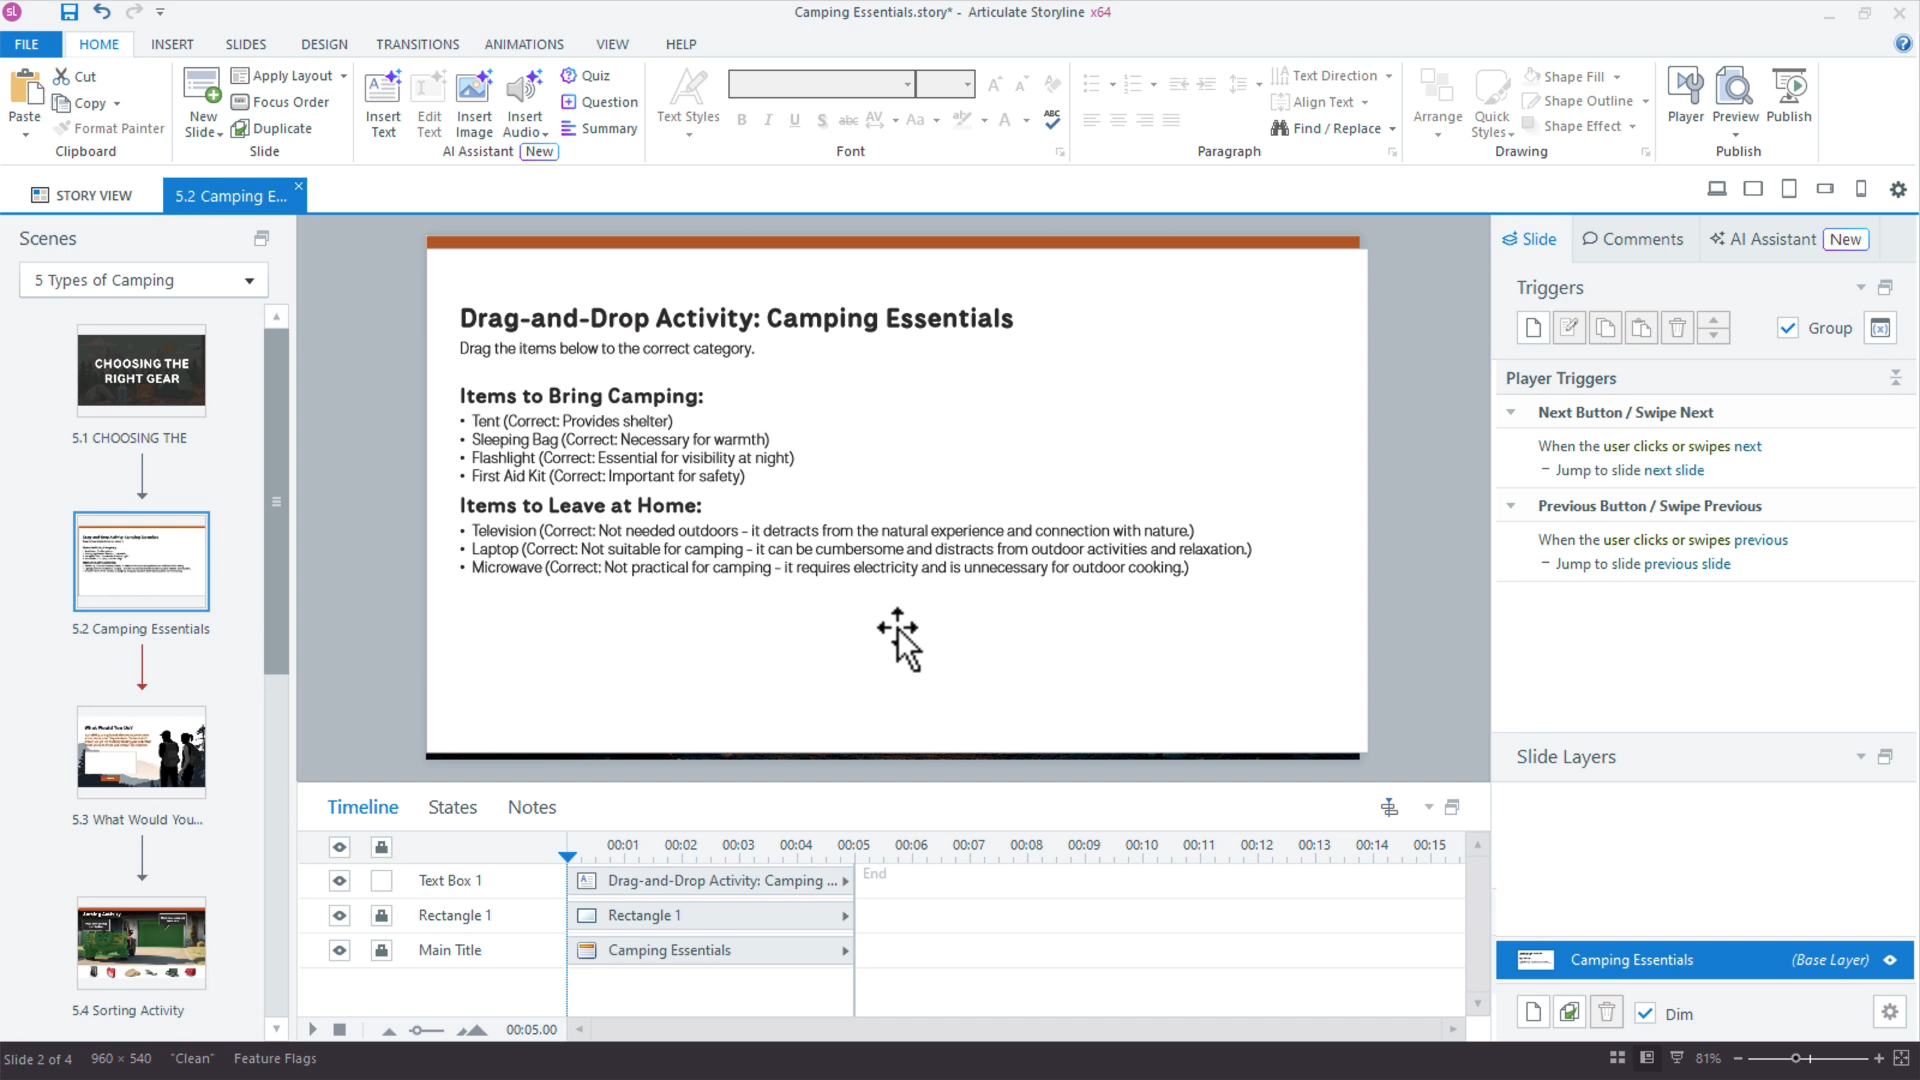 sl
Camping Essentials.story* - Articulate Storyline x64
FILE
HOME
INSERT
SLIDES
DESIGN
TRANSITIONS
ANIMATIONS
VIEW
HELP
Paste
Cut
Copy
Format Painter
Clipboard
New Slide
Apply Layout
Focus Order
Duplicate
Slide
Insert Text
Edit Text
Insert Image
Insert Audio
Quiz
Question
Summary
AI Assistant New
Text Styles
B I U S abc AV Aa A ABC
Font
Text Direction
Align Text
Find / Replace
Paragraph
Arrange
Quick Styles
Shape Fill
Shape Outline
Shape Effect
Drawing
Player
Preview
Publish
Publish
STORY VIEW
5.2 Camping E...
Scenes
5 Types of Camping
CHOOSING THE
RIGHT GEAR
5.1 CHOOSING THE
5.2 Camping Essentials
What Would You Do?
5.3 What Would You...
Sorting Activity
5.4 Sorting Activity
Drag-and-Drop Activity: Camping Essentials
Drag the items below to the correct category.
Items to Bring Camping:
• Tent (Correct: Provides shelter)
• Sleeping Bag (Correct: Necessary for warmth)
• Flashlight (Correct: Essential for visibility at night)
• First Aid Kit (Correct: Important for safety)
Items to Leave at Home:
• Television (Correct: Not needed outdoors - it detracts from the natural experience and connection with nature.)
• Laptop (Correct: Not suitable for camping - it can be cumbersome and distracts from outdoor activities and relaxation.)
• Microwave (Correct: Not practical for camping - it requires electricity and is unnecessary for outdoor cooking.)
Timeline
States
Notes
00:01 00:02 00:03 00:04 00:05 00:06 00:07 00:08 00:09 00:10 00:11 00:12 00:13 00:14 00:15
Text Box 1
Drag-and-Drop Activity: Camping ...
End
Rectangle 1
Rectangle 1
Main Title
Camping Essentials
00:05.00
Slide
Comments
AI Assistant New
Triggers
Group
Player Triggers
Next Button / Swipe Next
When the user clicks or swipes next
– Jump to slide next slide
Previous Button / Swipe Previous
When the user clicks or swipes previous
– Jump to slide previous slide
Slide Layers
Camping Essentials
(Base Layer)
Dim
Slide 2 of 4
960 × 540
"Clean"
Feature Flags
81%